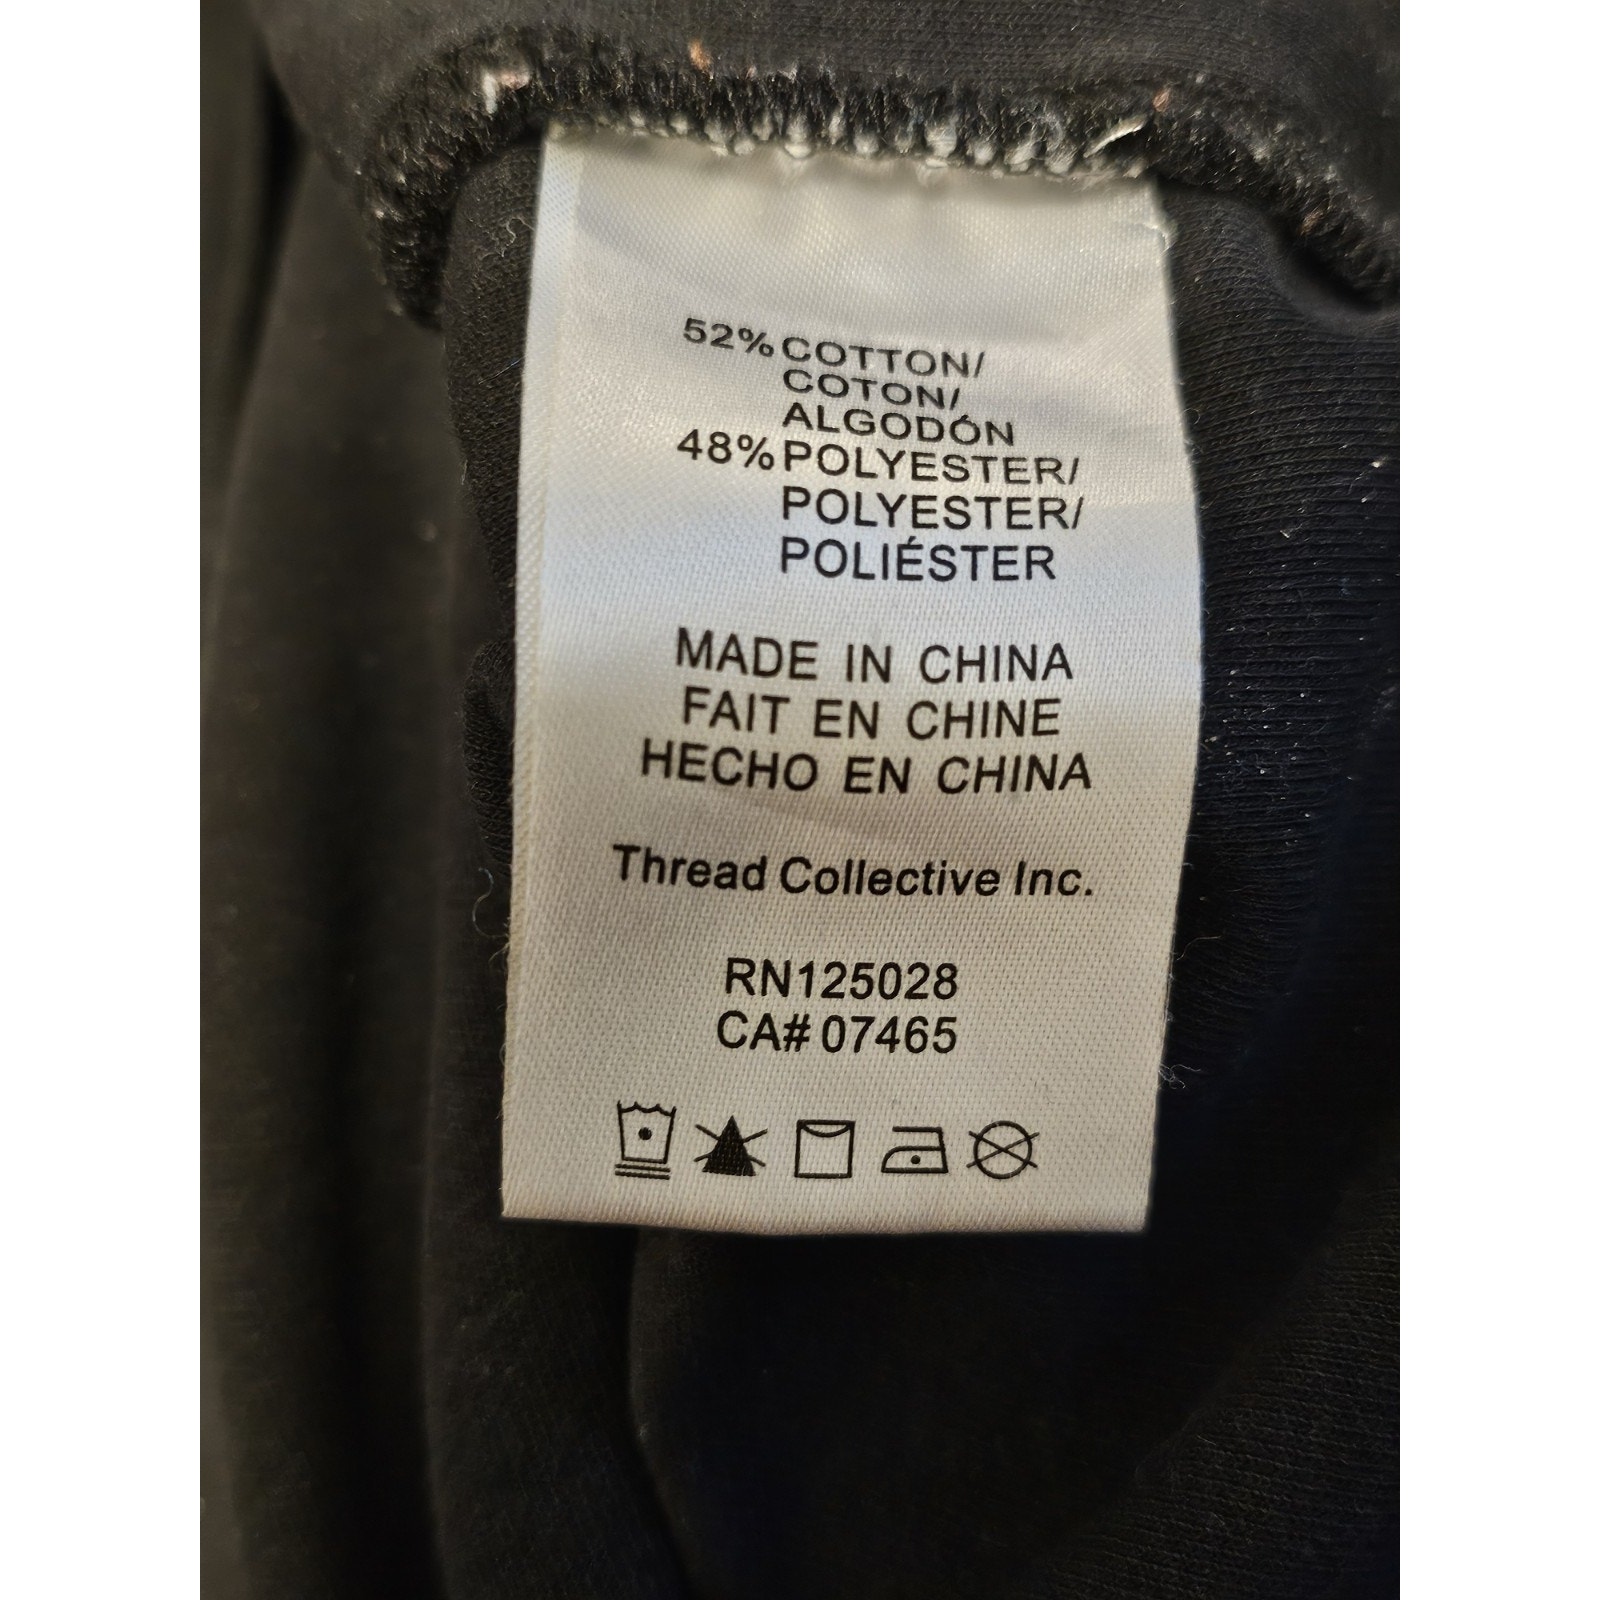 52% COTTON/
COTON/
ALGODÓN
48% POLYESTER/
POLYESTER/
POLIÉSTER
MADE IN CHINA
FAIT EN CHINE
HECHO EN CHINA
Thread Collective Inc.
RN125028
CA# 07465